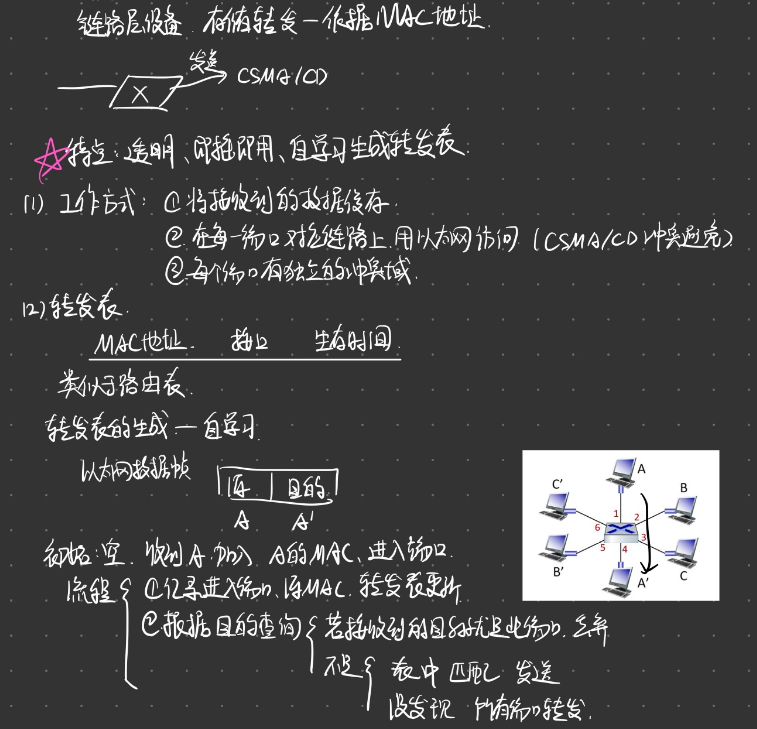 链路层设备 存储转发—依据MAC地址.
发送
CSMA/CD
X
特点:透明、即插即用、自学习生成转发表.
(1) 工作方式: ①将接收到的数据缓存.
②在每一端口对应链路上,用以太网访问(CSMA/CD冲突避免)
③每个端口有独立的冲突域.
(2)转发表.
MAC地址. 接口 生存时间.
类似于路由表.
转发表的生成—自学习
以太网数据帧 源 目的
A A'
初始:空. 收到A.加入 A的MAC、进入端口.
流程 ①记录进入端口、源MAC.转发表更新
②根据目的查询 若接收到的目的就是此端口.丢弃
不是 表中 匹配 发送
没发现 所有端口转发.
A
C' B
1
6 2
3
5 4
B' C
A'